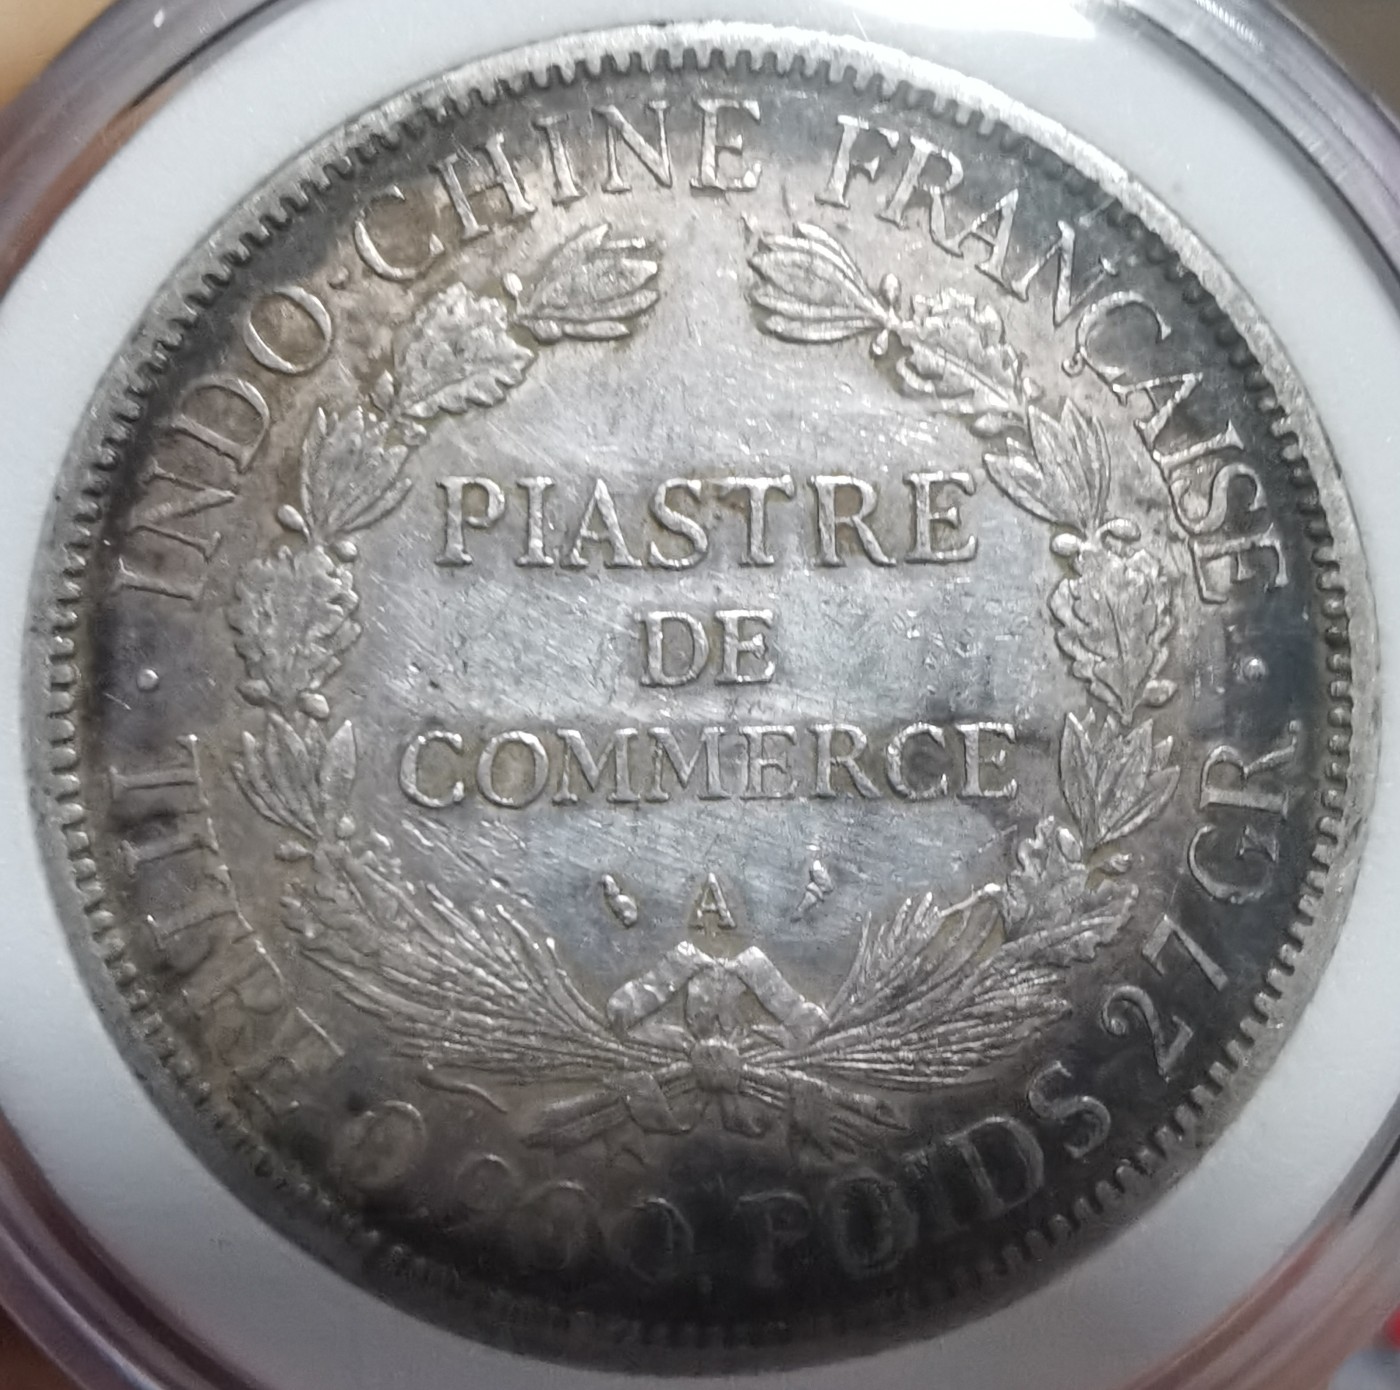 INDO-CHINE FRANÇAISE
PIASTRE
DE
COMMERCE
A
TITRE 0,900. POIDS 27 GR.